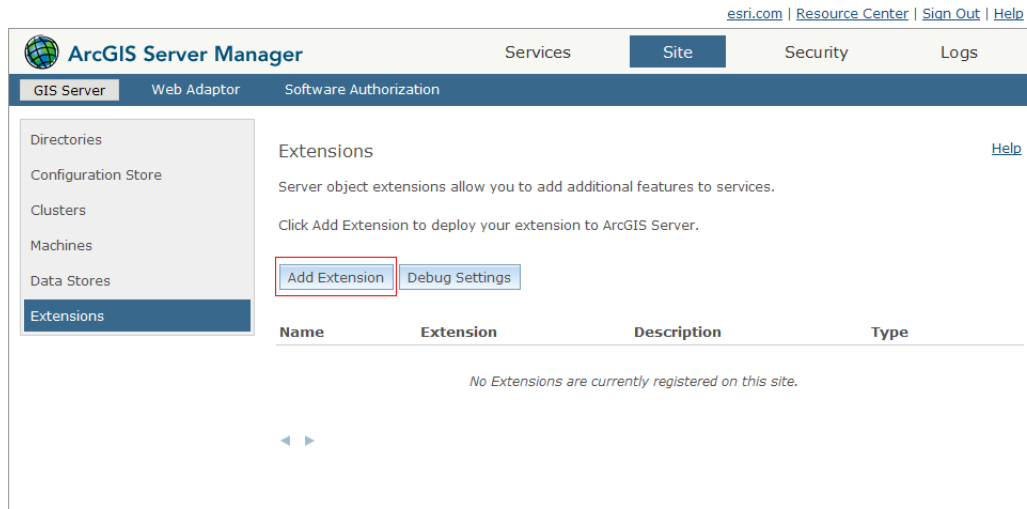 esri.com | Resource Center | Sign Out | Help
ArcGIS Server Manager Services Site Security Logs
GIS Server Web Adaptor Software Authorization
Directories
Configuration Store
Clusters
Machines
Data Stores
Extensions
Extensions Help
Server object extensions allow you to add additional features to services.
Click Add Extension to deploy your extension to ArcGIS Server.
Add Extension Debug Settings
Name Extension Description Type
No Extensions are currently registered on this site.